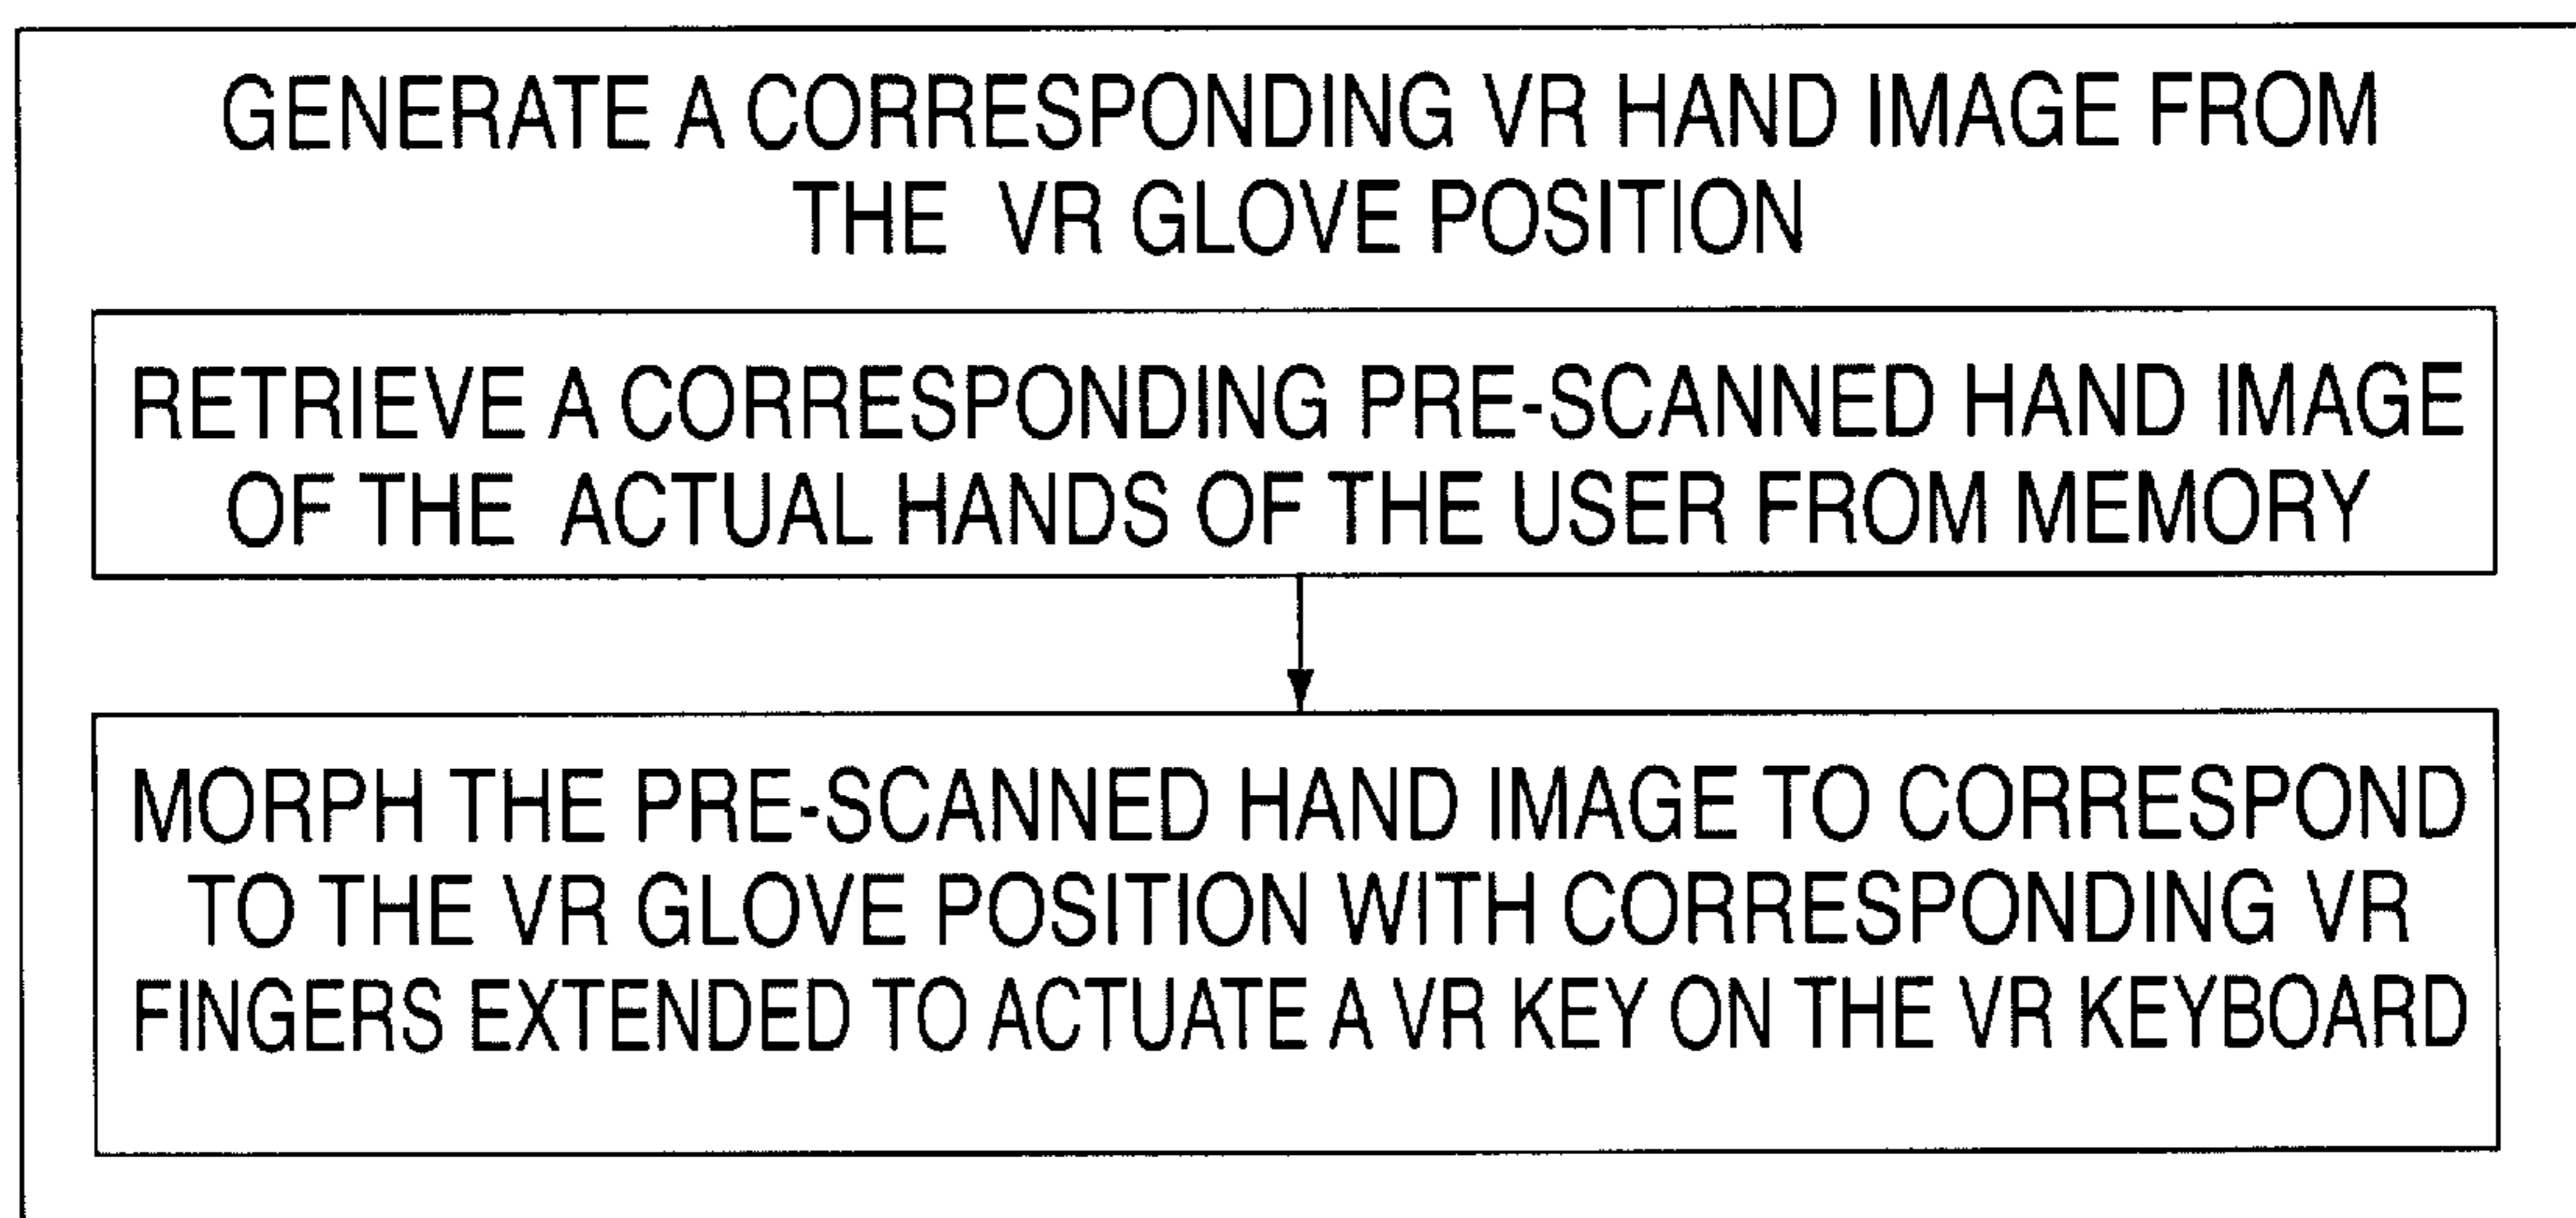 GENERATE A CORRESPONDING VR HAND IMAGE FROM
THE VR GLOVE POSITION
RETRIEVE A CORRESPONDING PRE-SCANNED HAND IMAGE
OF THE ACTUAL HANDS OF THE USER FROM MEMORY
MORPH THE PRE-SCANNED HAND IMAGE TO CORRESPOND
TO THE VR GLOVE POSITION WITH CORRESPONDING VR
FINGERS EXTENDED TO ACTUATE A VR KEY ON THE VR KEYBOARD